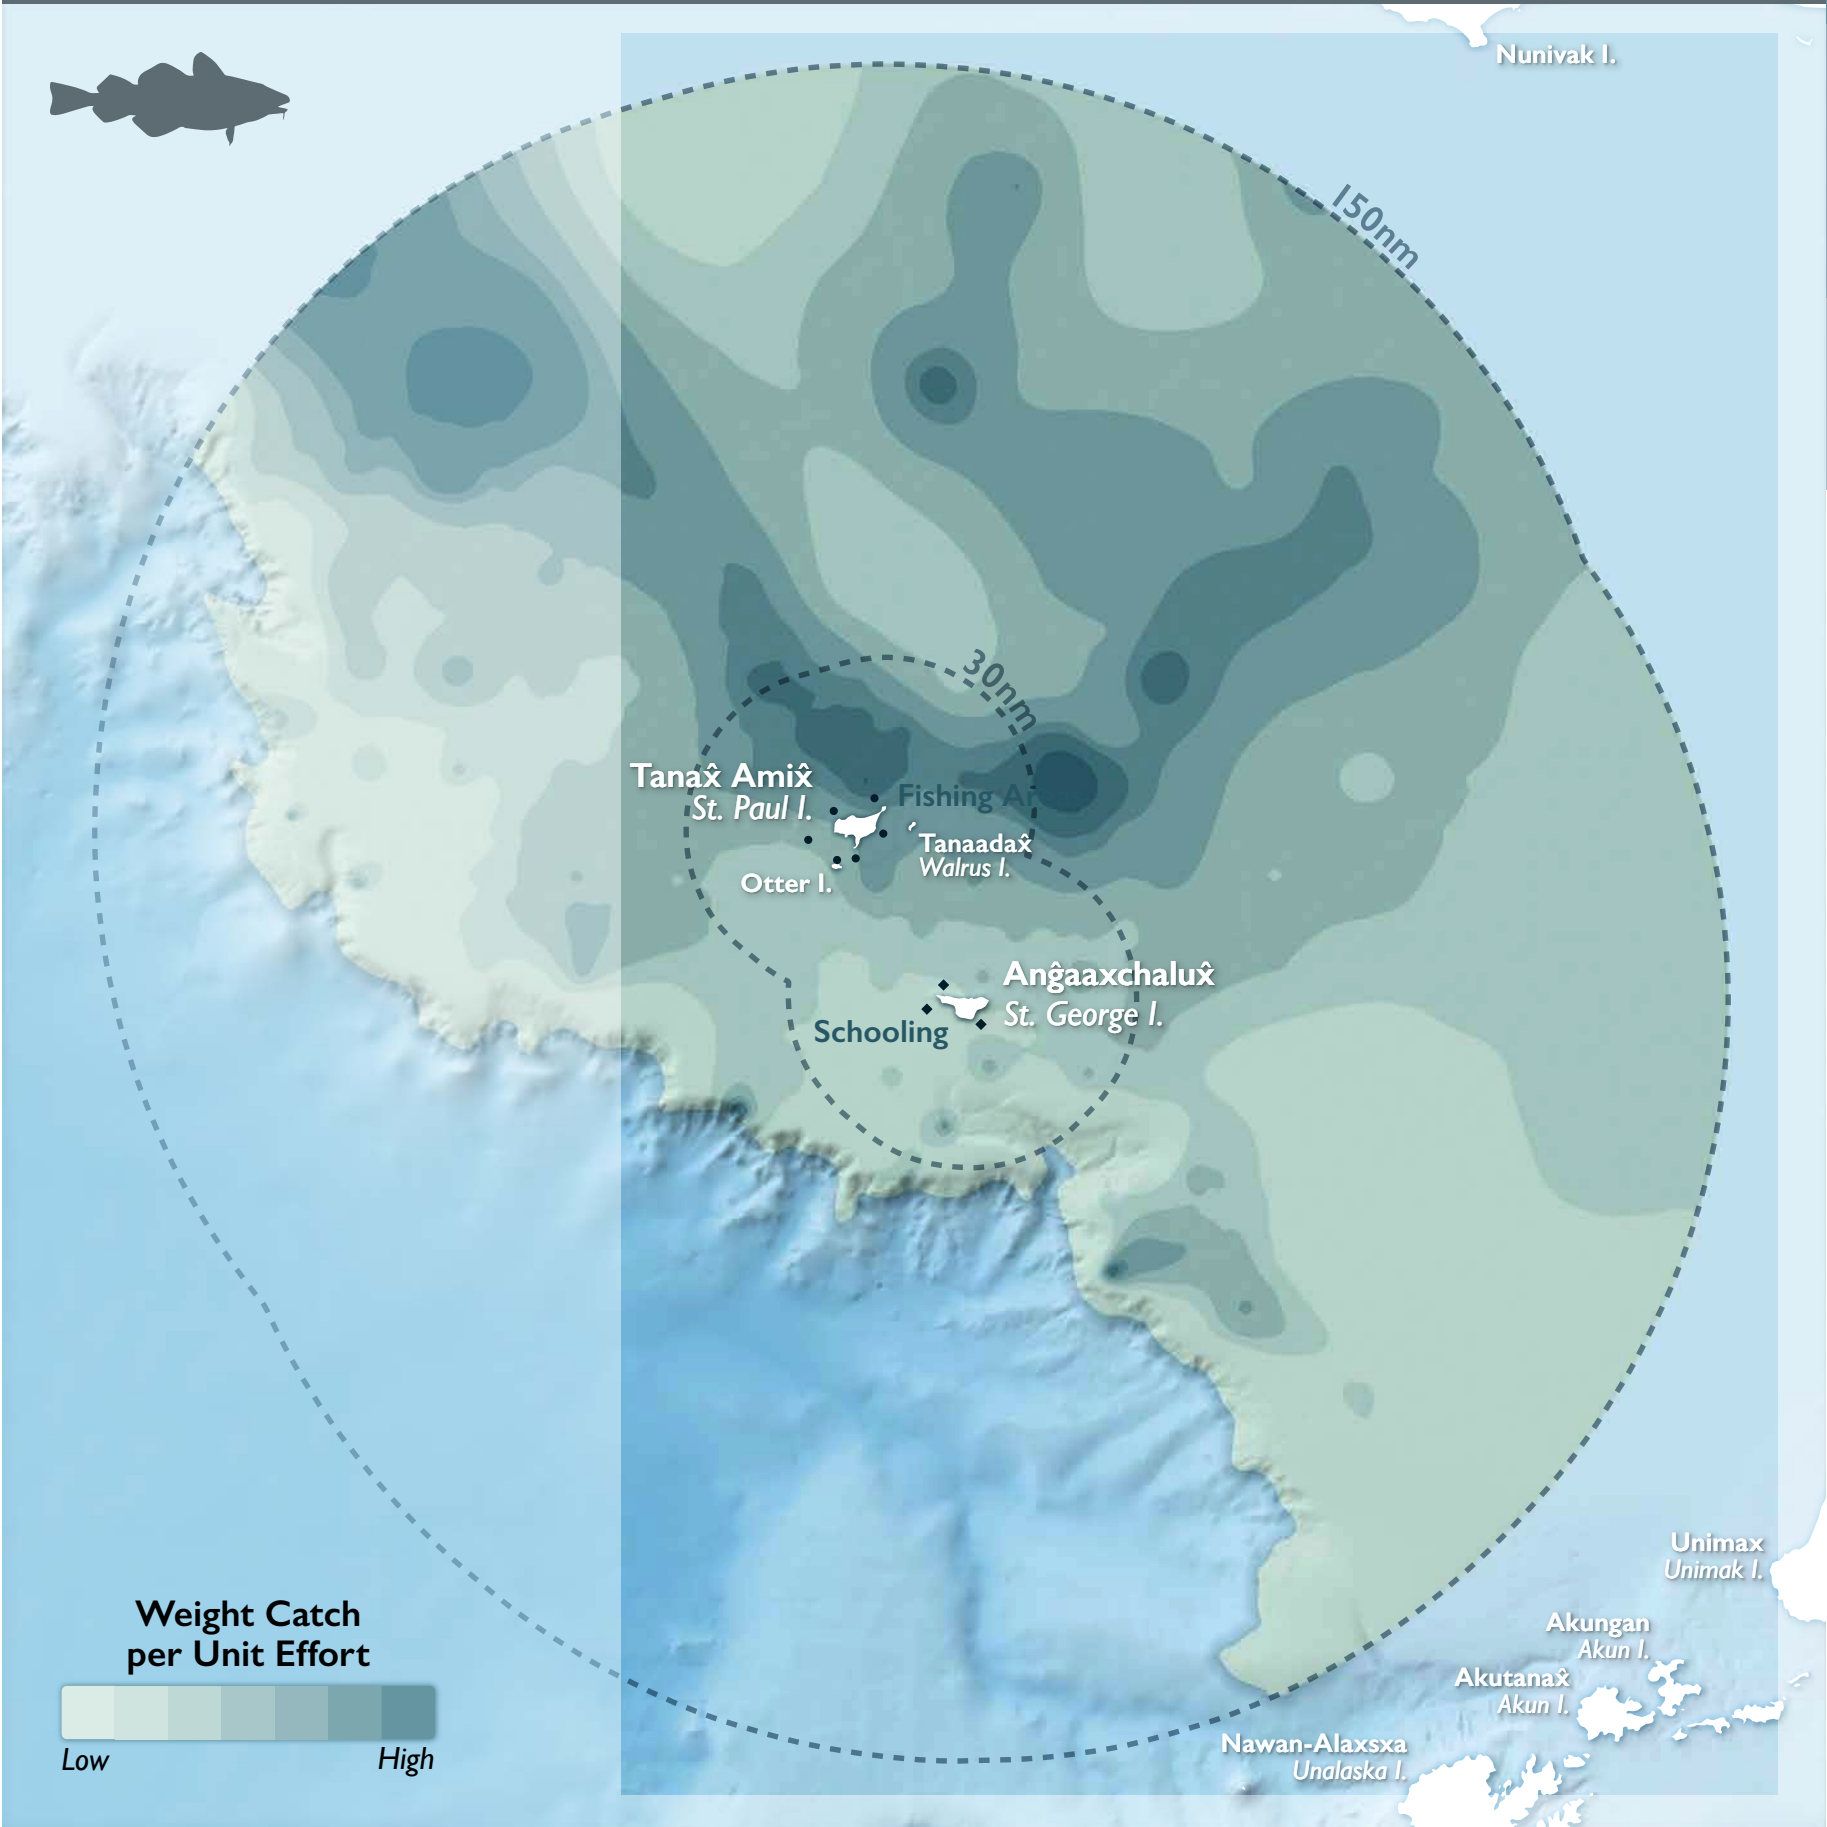 Nunivak I.
150nm
30nm
Tanax̂ Amix̂
St. Paul I.
Fishing Ar
Tanaadax̂
Walrus I.
Otter I.
Anĝaaxchalux̂
St. George I.
Schooling
Unimax
Unimak I.
Akungan
Akun I.
Akutanax̂
Akun I.
Nawan-Alaxsxa
Unalaska I.
Weight Catch
per Unit Effort
Low
High